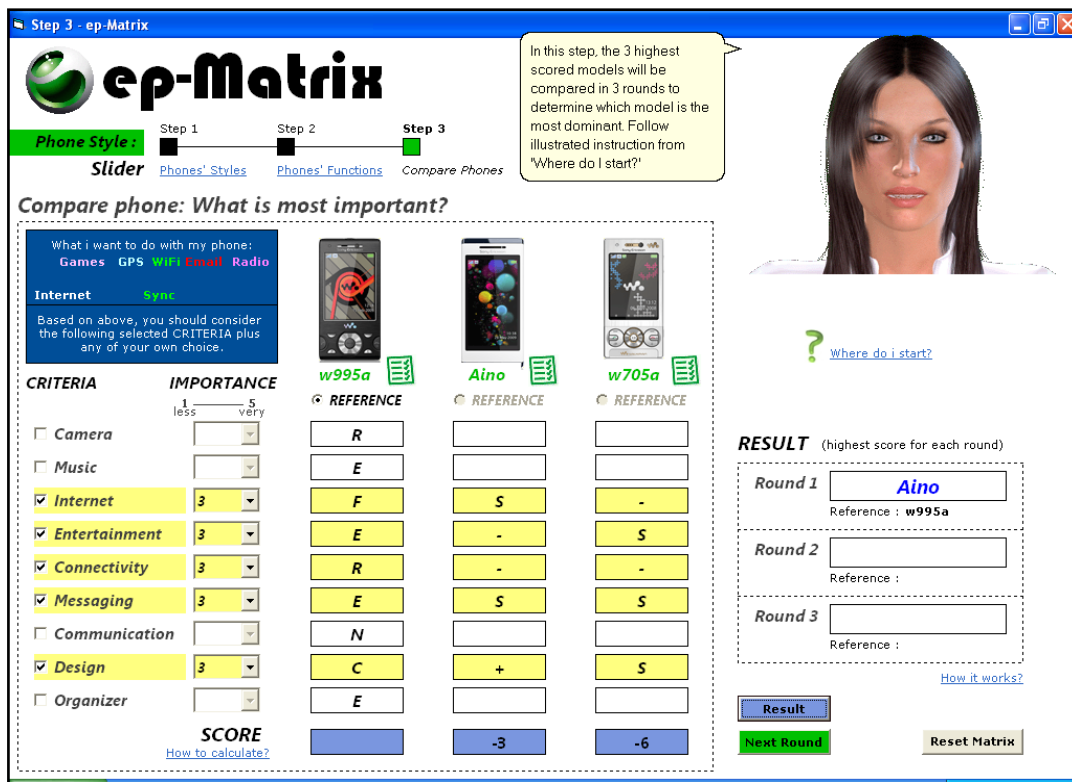 Step 3 - ep-Matrix
ep-Matrix
In this step, the 3 highest
scored models will be
compared in 3 rounds to
determine which model is the
most dominant. Follow
illustrated instruction from
'Where do I start?'
Phone Style :
Slider
Step 1 Step 2 Step 3
Phones' Styles Phones' Functions Compare Phones
Compare phone: What is most important?
What i want to do with my phone:
Games GPS WiFi Email Radio
Internet Sync
Based on above, you should consider
the following selected CRITERIA plus
any of your own choice.
w995a Aino w705a
Where do i start?
CRITERIA IMPORTANCE
1 5
less very
REFERENCE REFERENCE REFERENCE
Camera R
Music E
Internet 3 F S -
Entertainment 3 E - S
Connectivity 3 R - -
Messaging 3 E S S
Communication N
Design 3 C + S
Organizer E
SCORE -3 -6
How to calculate?
RESULT (highest score for each round)
Round 1 Aino
Reference : w995a
Round 2
Reference :
Round 3
Reference :
How it works?
Result
Next Round Reset Matrix